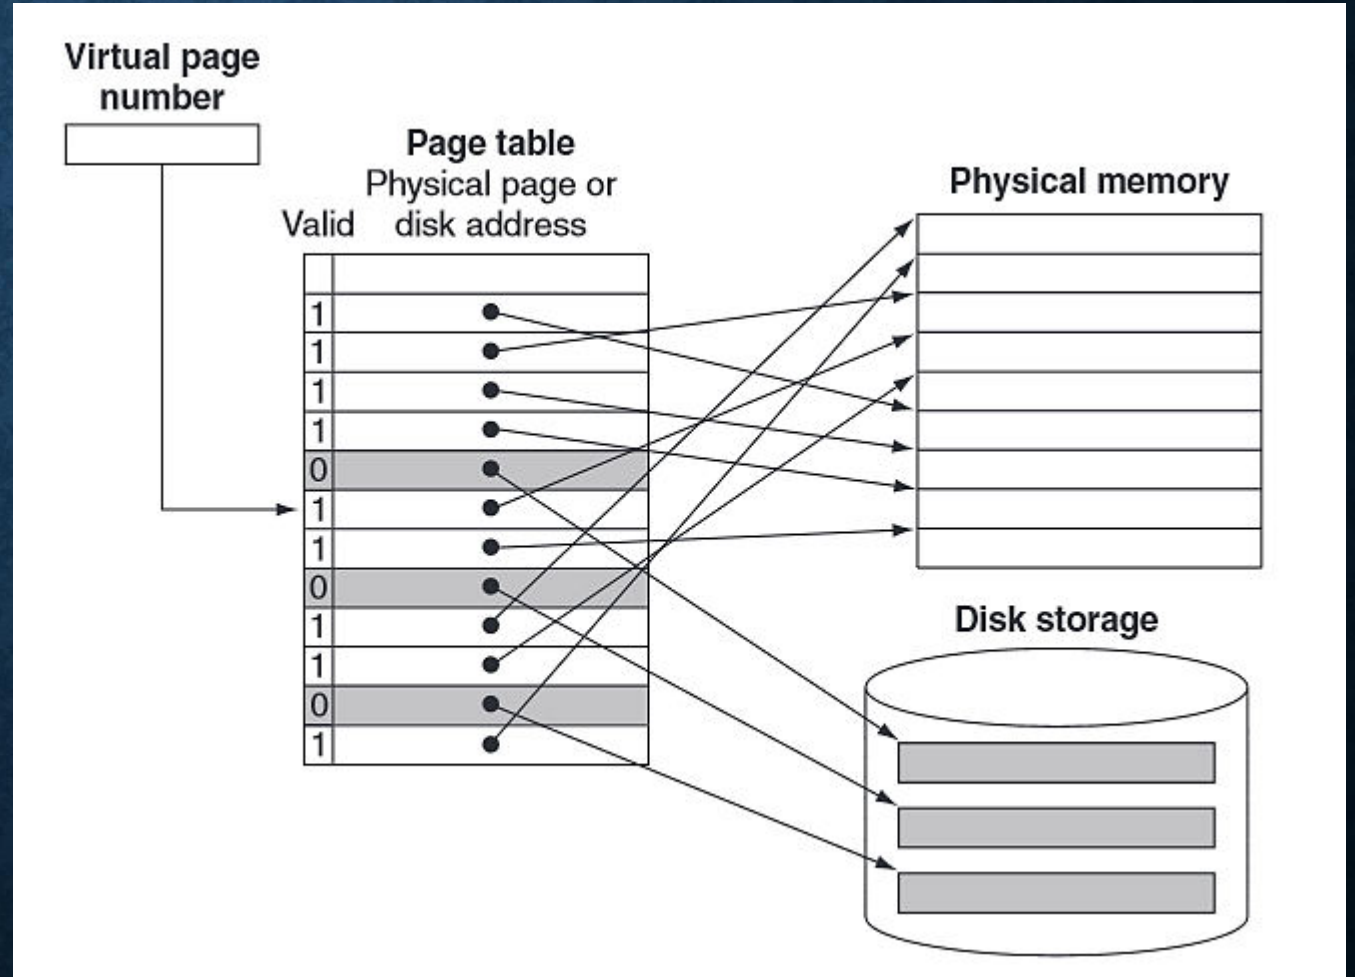 Virtual page
number
Page table
Physical page or
Valid disk address
Physical memory
1
1
1
1
0
1
1
0
1
1
0
1
Disk storage